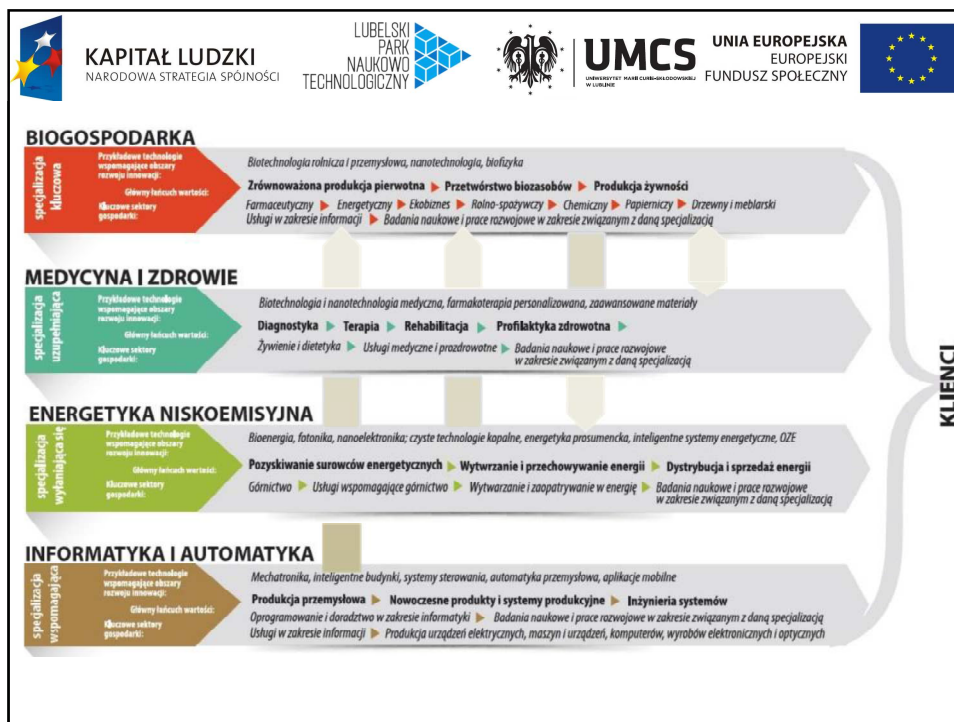 KAPITAŁ LUDZKI
NARODOWA STRATEGIA SPÓJNOŚCI
LUBELSKI
PARK
NAUKOWO
TECHNOLOGICZNY
UMCS
UNIWERSYTET MARII CURIE-SKŁODOWSKIEJ
W LUBLINIE
UNIA EUROPEJSKA
EUROPEJSKI
FUNDUSZ SPOŁECZNY
BIOGOSPODARKA
specjalizacja
kluczowa
Przykładowe technologie
wspomagające obszary
rozwoju innowacji:
Główny łańcuch wartości:
Kluczowe sektory
gospodarki:
Biotechnologia rolnicza i przemysłowa, nanotechnologia, biofizyka
Zrównoważona produkcja pierwotna Przetwórstwo biozasobów Produkcja żywności
Farmaceutyczny Energetyczny Ekobiznes Rolno-spożywczy Chemiczny Papierniczy Drzewny i meblarski
Usługi w zakresie informacji Badania naukowe i prace rozwojowe w zakresie związanym z daną specjalizacją
MEDYCYNA I ZDROWIE
specjalizacja
uzupełniająca
Przykładowe technologie
wspomagające obszary
rozwoju innowacji:
Główny łańcuch wartości:
Kluczowe sektory
gospodarki:
Biotechnologia i nanotechnologia medyczna, farmakoterapia personalizowana, zaawansowane materiały
Diagnostyka Terapia Rehabilitacja Profilaktyka zdrowotna
Żywienie i dietetyka Usługi medyczne i prozdrowotne Badania naukowe i prace rozwojowe
w zakresie związanym z daną specjalizacją
ENERGETYKA NISKOEMISYJNA
specjalizacja
wyłaniająca się
Przykładowe technologie
wspomagające obszary
rozwoju innowacji:
Główny łańcuch wartości:
Kluczowe sektory
gospodarki:
Bioenergia, fotonika, nanoelektronika; czyste technologie kopalne, energetyka prosumencka, inteligentne systemy energetyczne, OZE
Pozyskiwanie surowców energetycznych Wytwrzanie i przechowywanie energii Dystrybucja i sprzedaż energii
Górnictwo Usługi wspomagające górnictwo Wytwarzanie i zaopatrywanie w energię Badania naukowe i prace rozwojowe
w zakresie związanym z daną specjalizacją
INFORMATYKA I AUTOMATYKA
specjalizacja
wspomagająca
Przykładowe technologie
wspomagające obszary
rozwoju innowacji:
Główny łańcuch wartości:
Kluczowe sektory
gospodarki:
Mechatronika, inteligentne budynki, systemy sterowania, automatyka przemysłowa, aplikacje mobilne
Produkcja przemysłowa Nowoczesne produkty i systemy produkcyjne Inżynieria systemów
Oprogramowanie i doradztwo w zakresie informatyki Badania naukowe i prace rozwojowe w zakresie związanym z daną specjalizacją
Usługi w zakresie informacji Produkcja urządzeń elektrycznych, maszyn i urządzeń, komputerów, wyrobów elektronicznych i optycznych
KLIENCI